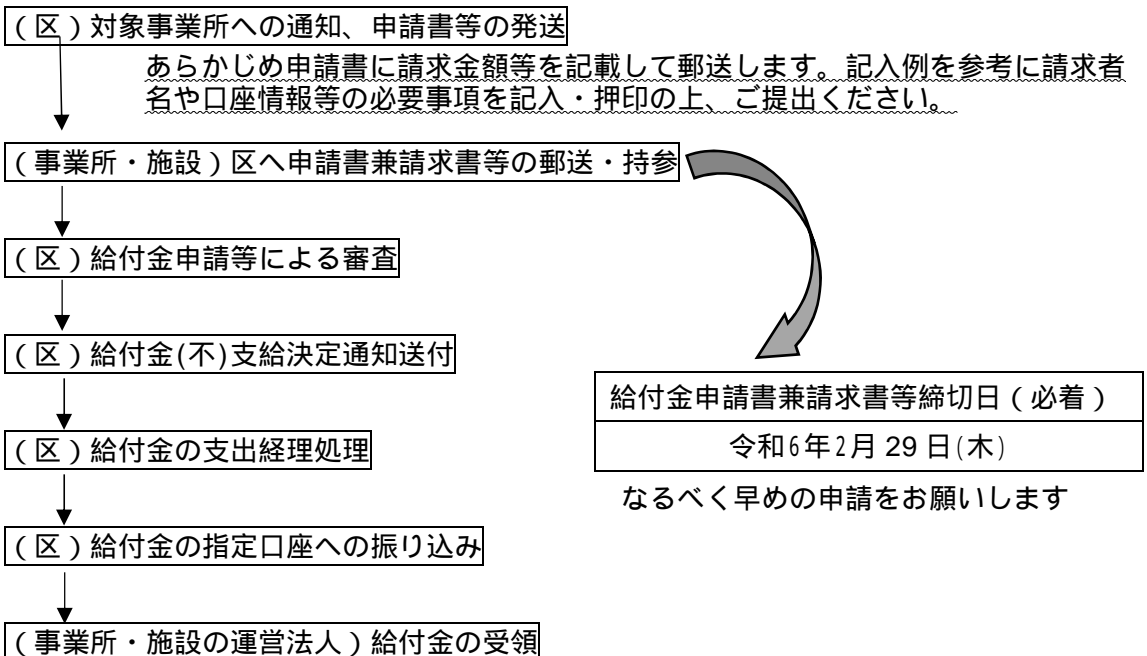 （区）対象事業所への通知、申請書等の発送
あらかじめ申請書に請求金額等を記載して郵送します。記入例を参考に請求者
名や口座情報等の必要事項を記入・押印の上、ご提出ください。
（事業所・施設）区へ申請書兼請求書等の郵送・持参
（区）給付金申請等による審査
（区）給付金(不)支給決定通知送付
（区）給付金の支出経理処理
（区）給付金の指定口座への振り込み
（事業所・施設の運営法人）給付金の受領
給付金申請書兼請求書等締切日（必着）
令和6年2月 29 日(木)
なるべく早めの申請をお願いします